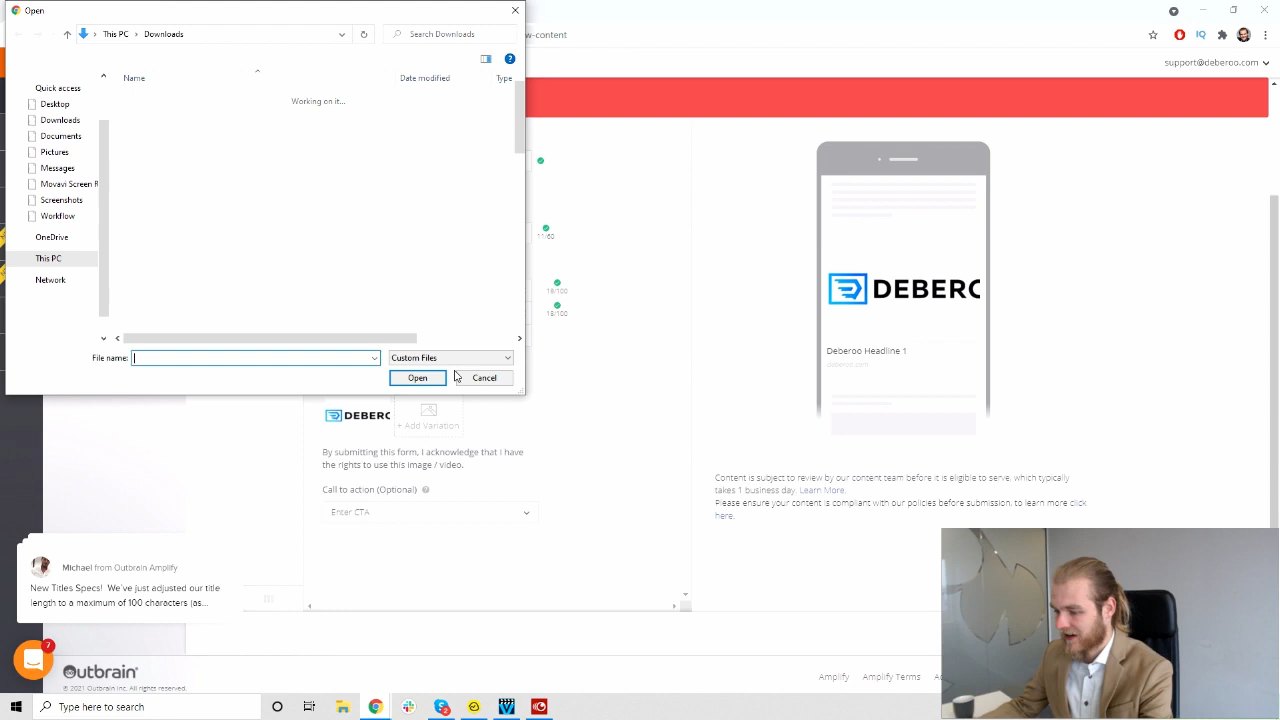 Open
This PC
Downloads
Search Downloads
w-content
IQ
support@deberoo.com
Name
Date modified
Type
Working on it...
Quick access
Desktop
Downloads
Documents
Pictures
Messages
Movavi Screen R
Screenshots
Workflow
OneDrive
This PC
Network
File name:
Custom Files
Open
Cancel
11/60
16/100
18/100
DEBERO
Deberoo Headline 1
deberoo.com
DEBERO
+ Add Variation
By submitting this form, I acknowledge that I have
the rights to use this image / video.
Call to action (Optional)
Enter CTA
Content is subject to review by our content team before it is eligible to serve, which typically
takes 1 business day. Learn More.
Please ensure your content is compliant with our policies before submission, to learn more click
here.
Michael from Outbrain Amplify
New Titles Specs! We've just adjusted our title
length to a maximum of 100 characters (as...
7
Outbrain
© 2021 Outbrain Inc. All rights reserved.
Amplify
Amplify Terms
Type here to search
2